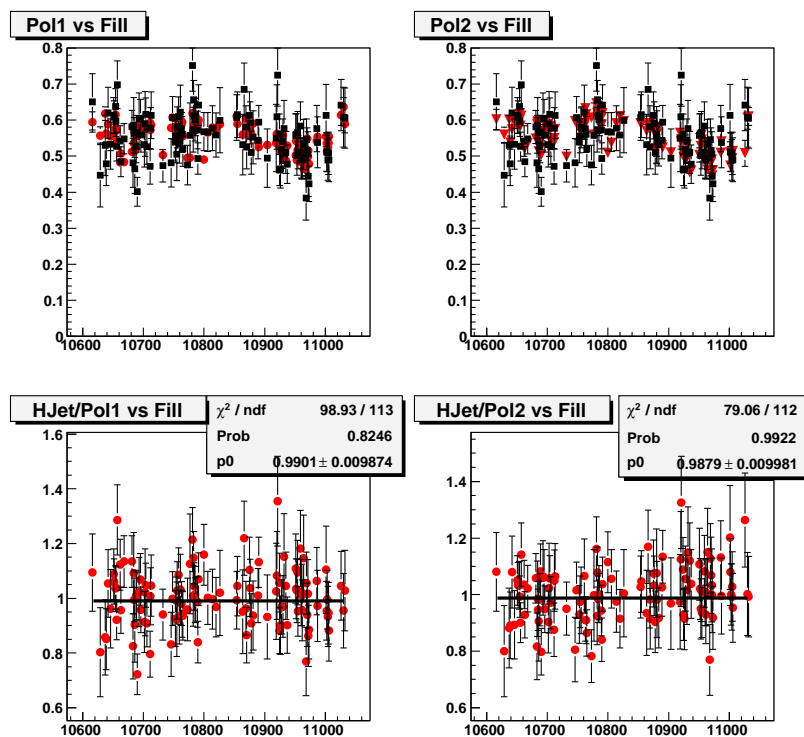 Pol1 vs Fill
0.8
0.7
0.6
0.5
0.4
0.3
0.2
0.1
0
10600 10700 10800 10900 11000
Pol2 vs Fill
0.8
0.7
0.6
0.5
0.4
0.3
0.2
0.1
0
10600 10700 10800 10900 11000
HJet/Pol1 vs Fill
χ² / ndf 98.93 / 113
Prob 0.8246
p0 0.9901 ± 0.009874
1.6
1.4
1.2
1
0.8
0.6
10600 10700 10800 10900 11000
HJet/Pol2 vs Fill
χ² / ndf 79.06 / 112
Prob 0.9922
p0 0.9879 ± 0.009981
1.4
1.2
1
0.8
0.6
10600 10700 10800 10900 11000